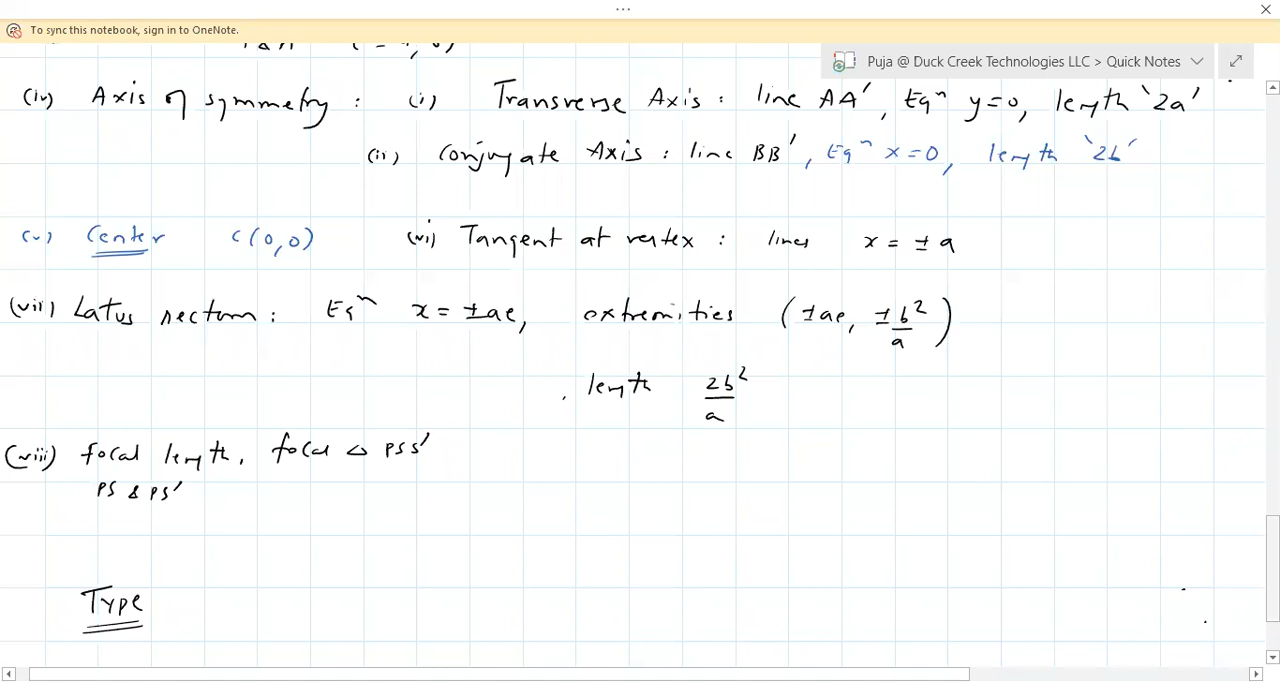 To sync this notebook, sign in to OneNote.
Puja @ Duck Creek Technologies LLC > Quick Notes
(iv) Axis of symmetry : (i) Transverse Axis : line AA', Eqⁿ y=0, length '2a'
(ii) Conjugate Axis : line BB', Eqⁿ x=0, length '2b'
(v) Center C(0,0) (vi) Tangent at vertex : lines x = ± a
(vii) Latus rectum : Eqⁿ x = ±ae, extremities (±ae, ±b²/a)
length 2b²/a
(viii) focal length, focal △ PSS'
PS & PS'
Type